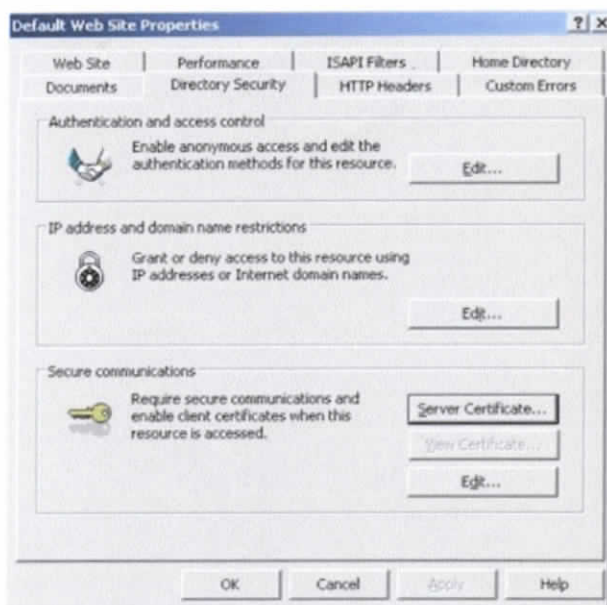 Default Web Site Properties
Web Site Performance ISAPI Filters Home Directory
Documents Directory Security HTTP Headers Custom Errors
Authentication and access control
Enable anonymous access and edit the
authentication methods for this resource.
Edit...
IP address and domain name restrictions
Grant or deny access to this resource using
IP addresses or Internet domain names.
Edit...
Secure communications
Require secure communications and
enable client certificates when this
resource is accessed.
Server Certificate...
View Certificate...
Edit...
OK Cancel Apply Help